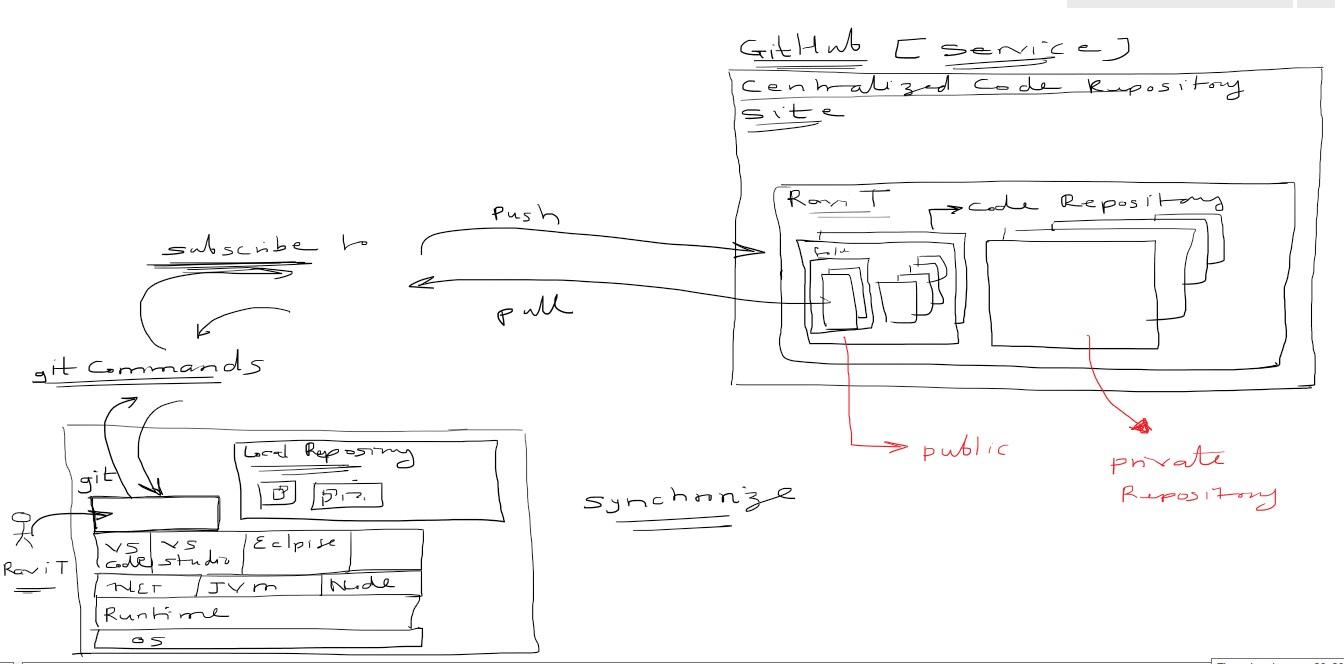 GitHub [Service]
Centralized Code Repository
Site
Ravi T
Code Repository
Push
subscribe to
pull
git Commands
public
private
Repository
Local Reposiory
git
Synchronize
VS
Code
VS
Studio
Eclpise
Ravi T
.NET
JVM
Node
Runtime
OS